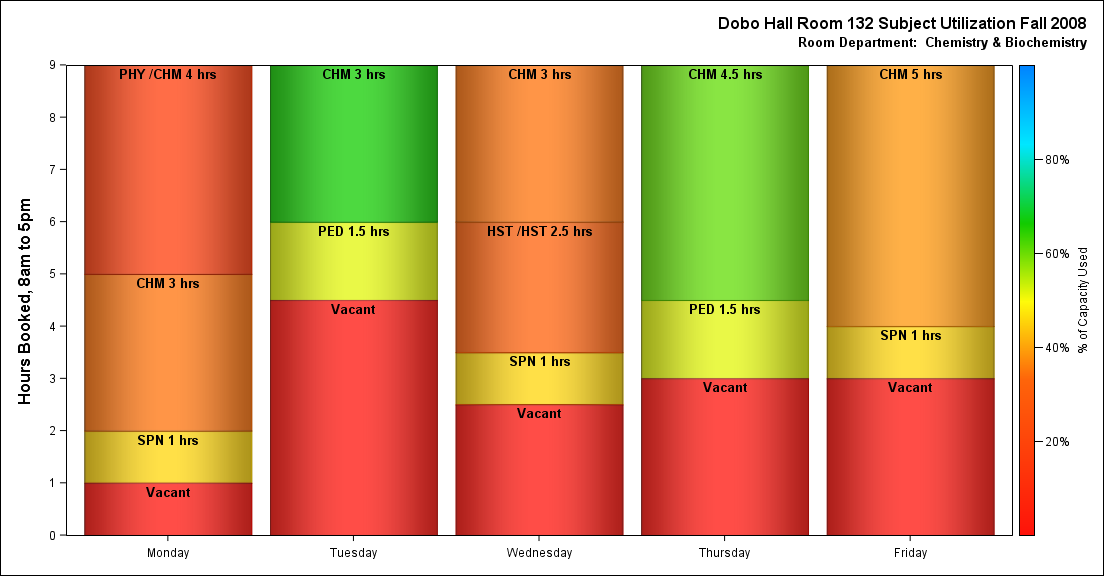 Dobo Hall Room 132 Subject Utilization Fall 2008
Room Department: Chemistry & Biochemistry
Hours Booked, 8am to 5pm
9
8
7
6
5
4
3
2
1
0
PHY /CHM 4 hrs
CHM 3 hrs
SPN 1 hrs
Vacant
CHM 3 hrs
PED 1.5 hrs
Vacant
CHM 3 hrs
HST /HST 2.5 hrs
SPN 1 hrs
Vacant
CHM 4.5 hrs
PED 1.5 hrs
Vacant
CHM 5 hrs
SPN 1 hrs
Vacant
Monday
Tuesday
Wednesday
Thursday
Friday
80%
60%
40%
20%
% of Capacity Used